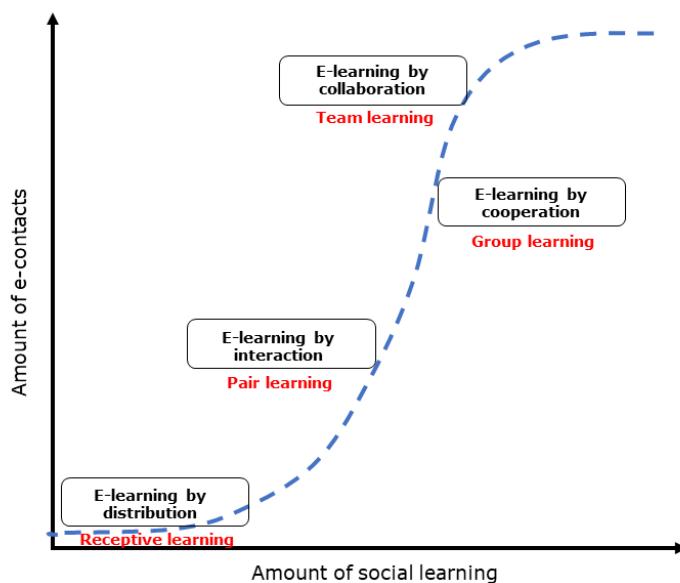 E-learning by
collaboration
Team learning
E-learning by
cooperation
Group learning
Amount of e-contacts
E-learning by
interaction
Pair learning
E-learning by
distribution
Receptive learning
Amount of social learning